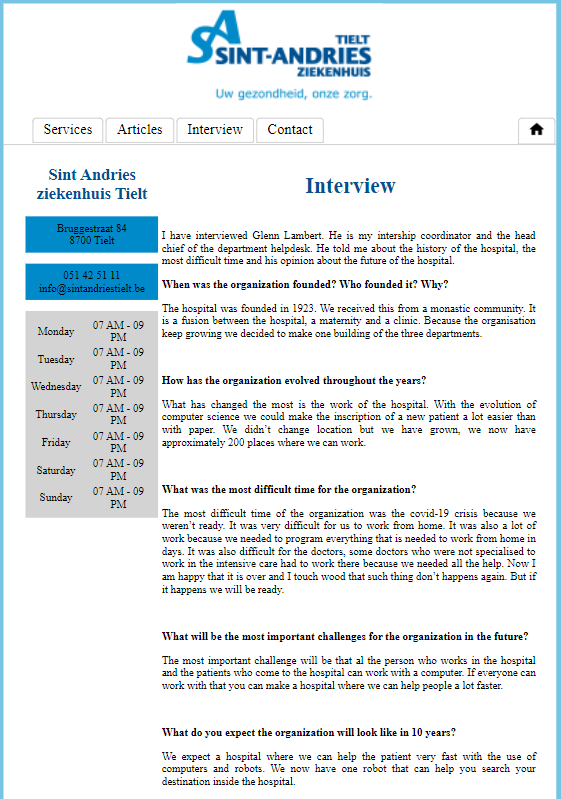 TIELT
SINT-ANDRIES
ZIEKENHUIS
Uw gezondheid, onze zorg.
Services Articles Interview Contact
Sint Andries
ziekenhuis Tielt
Bruggestraat 84
8700 Tielt
051 42 51 11
info@sintandriestielt.be
Monday 07 AM - 09
PM
Tuesday 07 AM - 09
PM
Wednesday 07 AM - 09
PM
Thursday 07 AM - 09
PM
Friday 07 AM - 09
PM
Saturday 07 AM - 09
PM
Sunday 07 AM - 09
PM
Interview
I have interviewed Glenn Lambert. He is my intership coordinator and the head
chief of the department helpdesk. He told me about the history of the hospital, the
most difficult time and his opinion about the future of the hospital.
When was the organization founded? Who founded it? Why?
The hospital was founded in 1923. We received this from a monastic community. It
is a fusion between the hospital, a maternity and a clinic. Because the organisation
keep growing we decided to make one building of the three departments.
How has the organization evolved throughout the years?
What has changed the most is the work of the hospital. With the evolution of
computer science we could make the inscription of a new patient a lot easier than
with paper. We didn't change location but we have grown, we now have
approximately 200 places where we can work.
What was the most difficult time for the organization?
The most difficult time of the organization was the covid-19 crisis because we
weren't ready. It was very difficult for us to work from home. It was also a lot of
work because we needed to program everything that is needed to work from home in
days. It was also difficult for the doctors, some doctors who were not specialised to
work in the intensive care had to work there because we needed all the help. Now I
am happy that it is over and I touch wood that such thing don't happens again. But if
it happens we will be ready.
What will be the most important challenges for the organization in the future?
The most important challenge will be that al the person who works in the hospital
and the patients who come to the hospital can work with a computer. If everyone can
work with that you can make a hospital where we can help people a lot faster.
What do you expect the organization will look like in 10 years?
We expect a hospital where we can help the patient very fast with the use of
computers and robots. We now have one robot that can help you search your
destination inside the hospital.